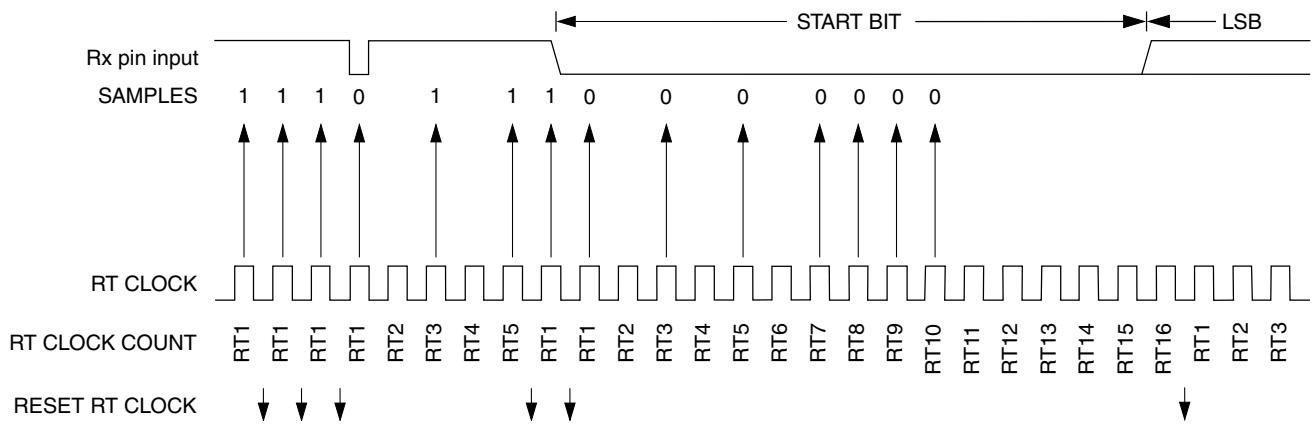 START BIT LSB
Rx pin input
SAMPLES 1 1 1 0 1 1 1 0 0 0 0 0 0 0
RT CLOCK
RT CLOCK COUNT RT1 RT1 RT1 RT1 RT2 RT3 RT4 RT5 RT1 RT1 RT2 RT3 RT4 RT5 RT6 RT7 RT8 RT9 RT10 RT11 RT12 RT13 RT14 RT15 RT16 RT1 RT2 RT3
RESET RT CLOCK